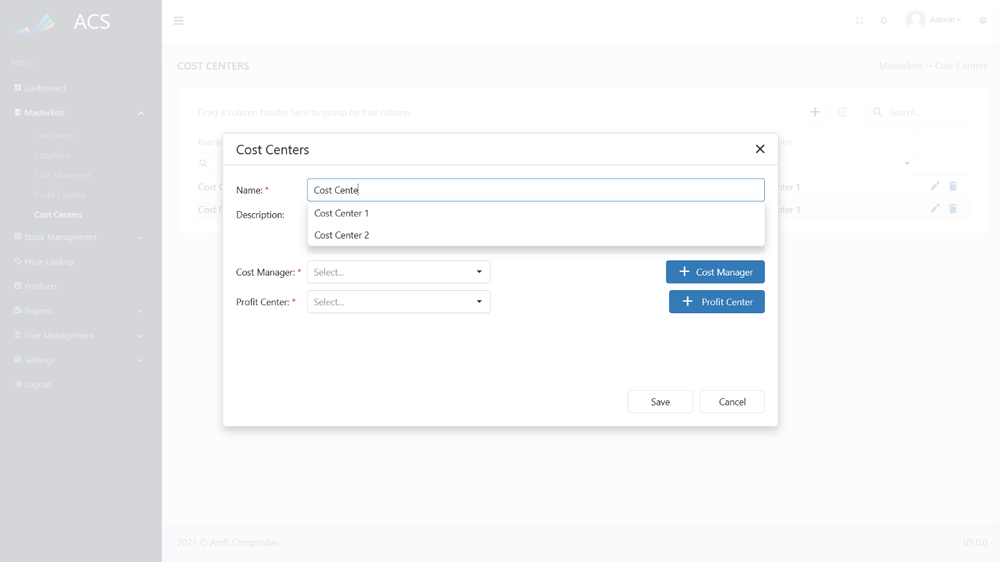 ACS
Admin
MENU
COST CENTERS
Masterlists → Cost-Centers
Dashboard
Masterlists
Drag a column header here to group by that column
Search...
Customers
Name
nter
Cost Centers
Suppliers
Cost Managers
Name: *
Cost Cente
Cost C
nter 1
Profit Centers
Cost Centers
Description:
Cost Center 1
Cost C
nter 1
Stock Management
Cost Center 2
Price-Lookup
Cost Manager: *
Select...
Cost Manager
Products
Profit Center: *
Select...
Profit Center
Reports
User Management
Settings
Logout
Save
Cancel
2021 © Amfi Composites.
V1.0.0